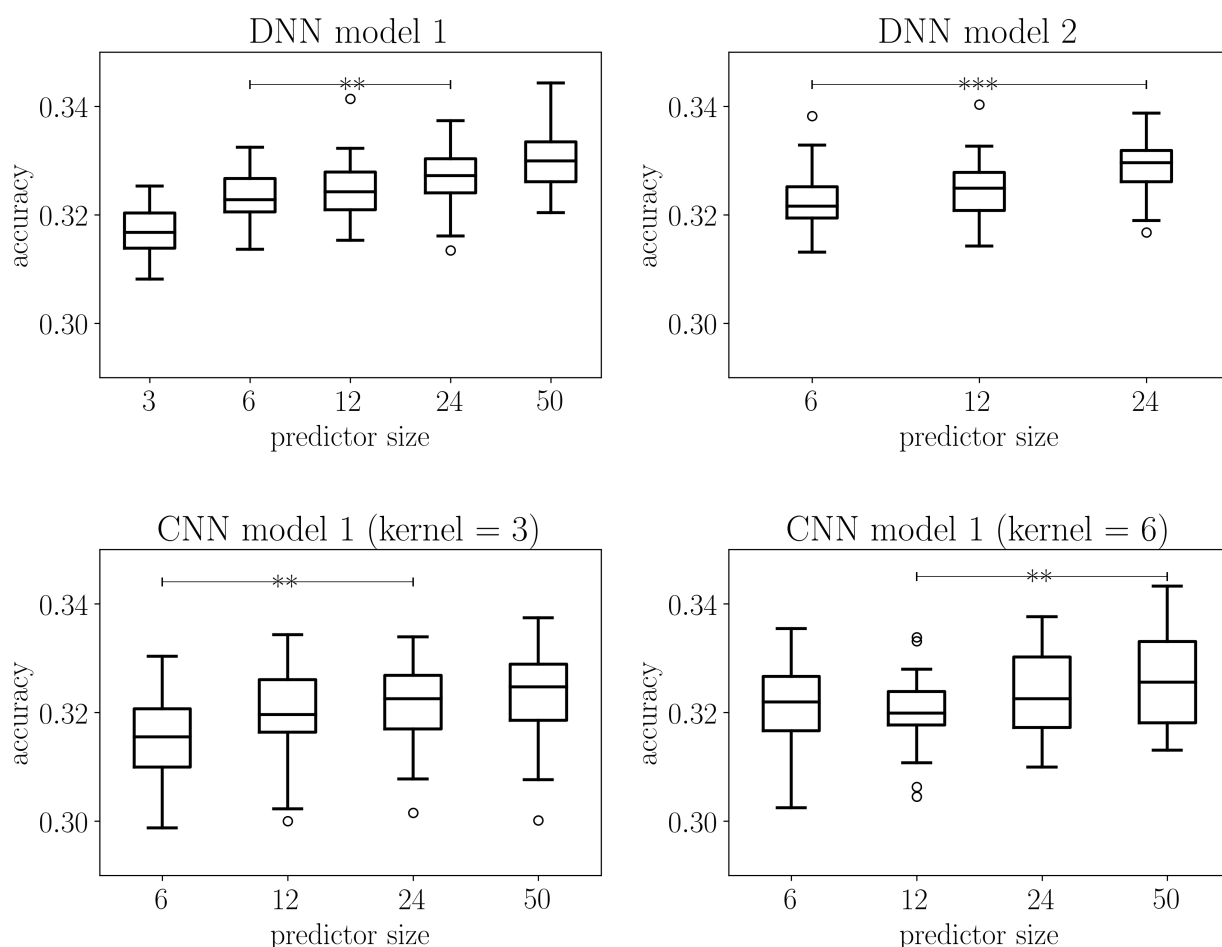 DNN model 1
**
0.34
0.32
0.30
accuracy
3 6 12 24 50
predictor size
DNN model 2
***
0.34
0.32
0.30
accuracy
6 12 24
predictor size
CNN model 1 (kernel = 3)
**
0.34
0.32
0.30
accuracy
6 12 24 50
predictor size
CNN model 1 (kernel = 6)
**
0.34
0.32
0.30
accuracy
6 12 24 50
predictor size